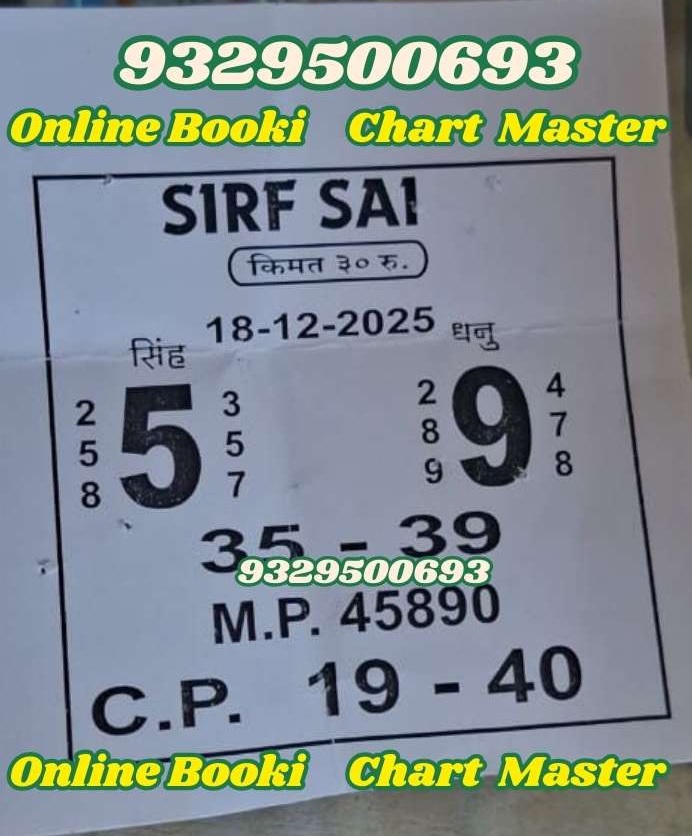 9329500693
Online Booki Chart Master
SIRF SAI
किमत ३० रु.
18-12-2025
सिंह धनु
2 3 2 4
5 5 5 8 9 7
8 7 9 8
35 - 39
9329500693
M.P. 45890
C.P. 19 - 40
Online Booki Chart Master